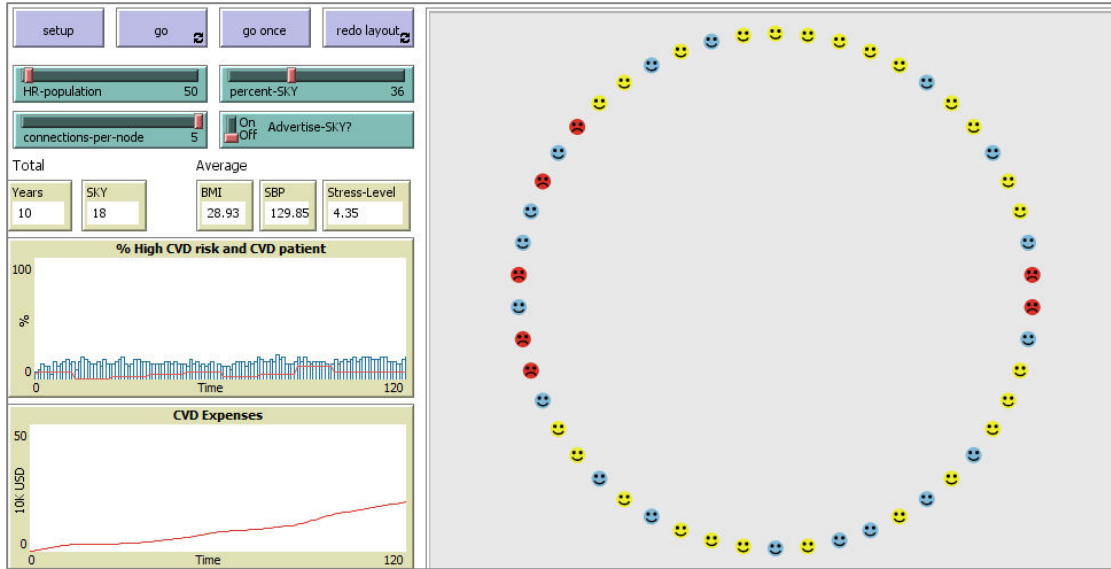 setup
go
go once
redo layout
HR-population 50
percent-SKY 36
connections-per-node 5
On
Off
Advertise-SKY?
Total
Average
Years
10
SKY
18
BMI
28.93
SBP
129.85
Stress-Level
4.35
% High CVD risk and CVD patient
100
%
0
0 Time 120
CVD Expenses
50
10K USD
0
0 Time 120